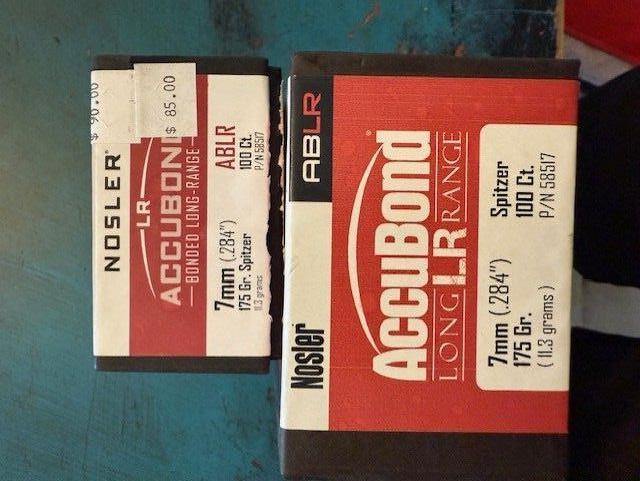 $ 90.00
$ 85.00
NOSLER®
LR
ACCUBOND
BONDED LONG-RANGE
7mm (.284")
175 Gr. Spitzer
11.3 grams
ABLR
100 Ct.
P/N 58517
Nosler
ABLR
AccuBond®
LONG LR RANGE
7mm (.284")
175 Gr.
( 11.3 grams )
Spitzer
100 Ct.
P/N 58517